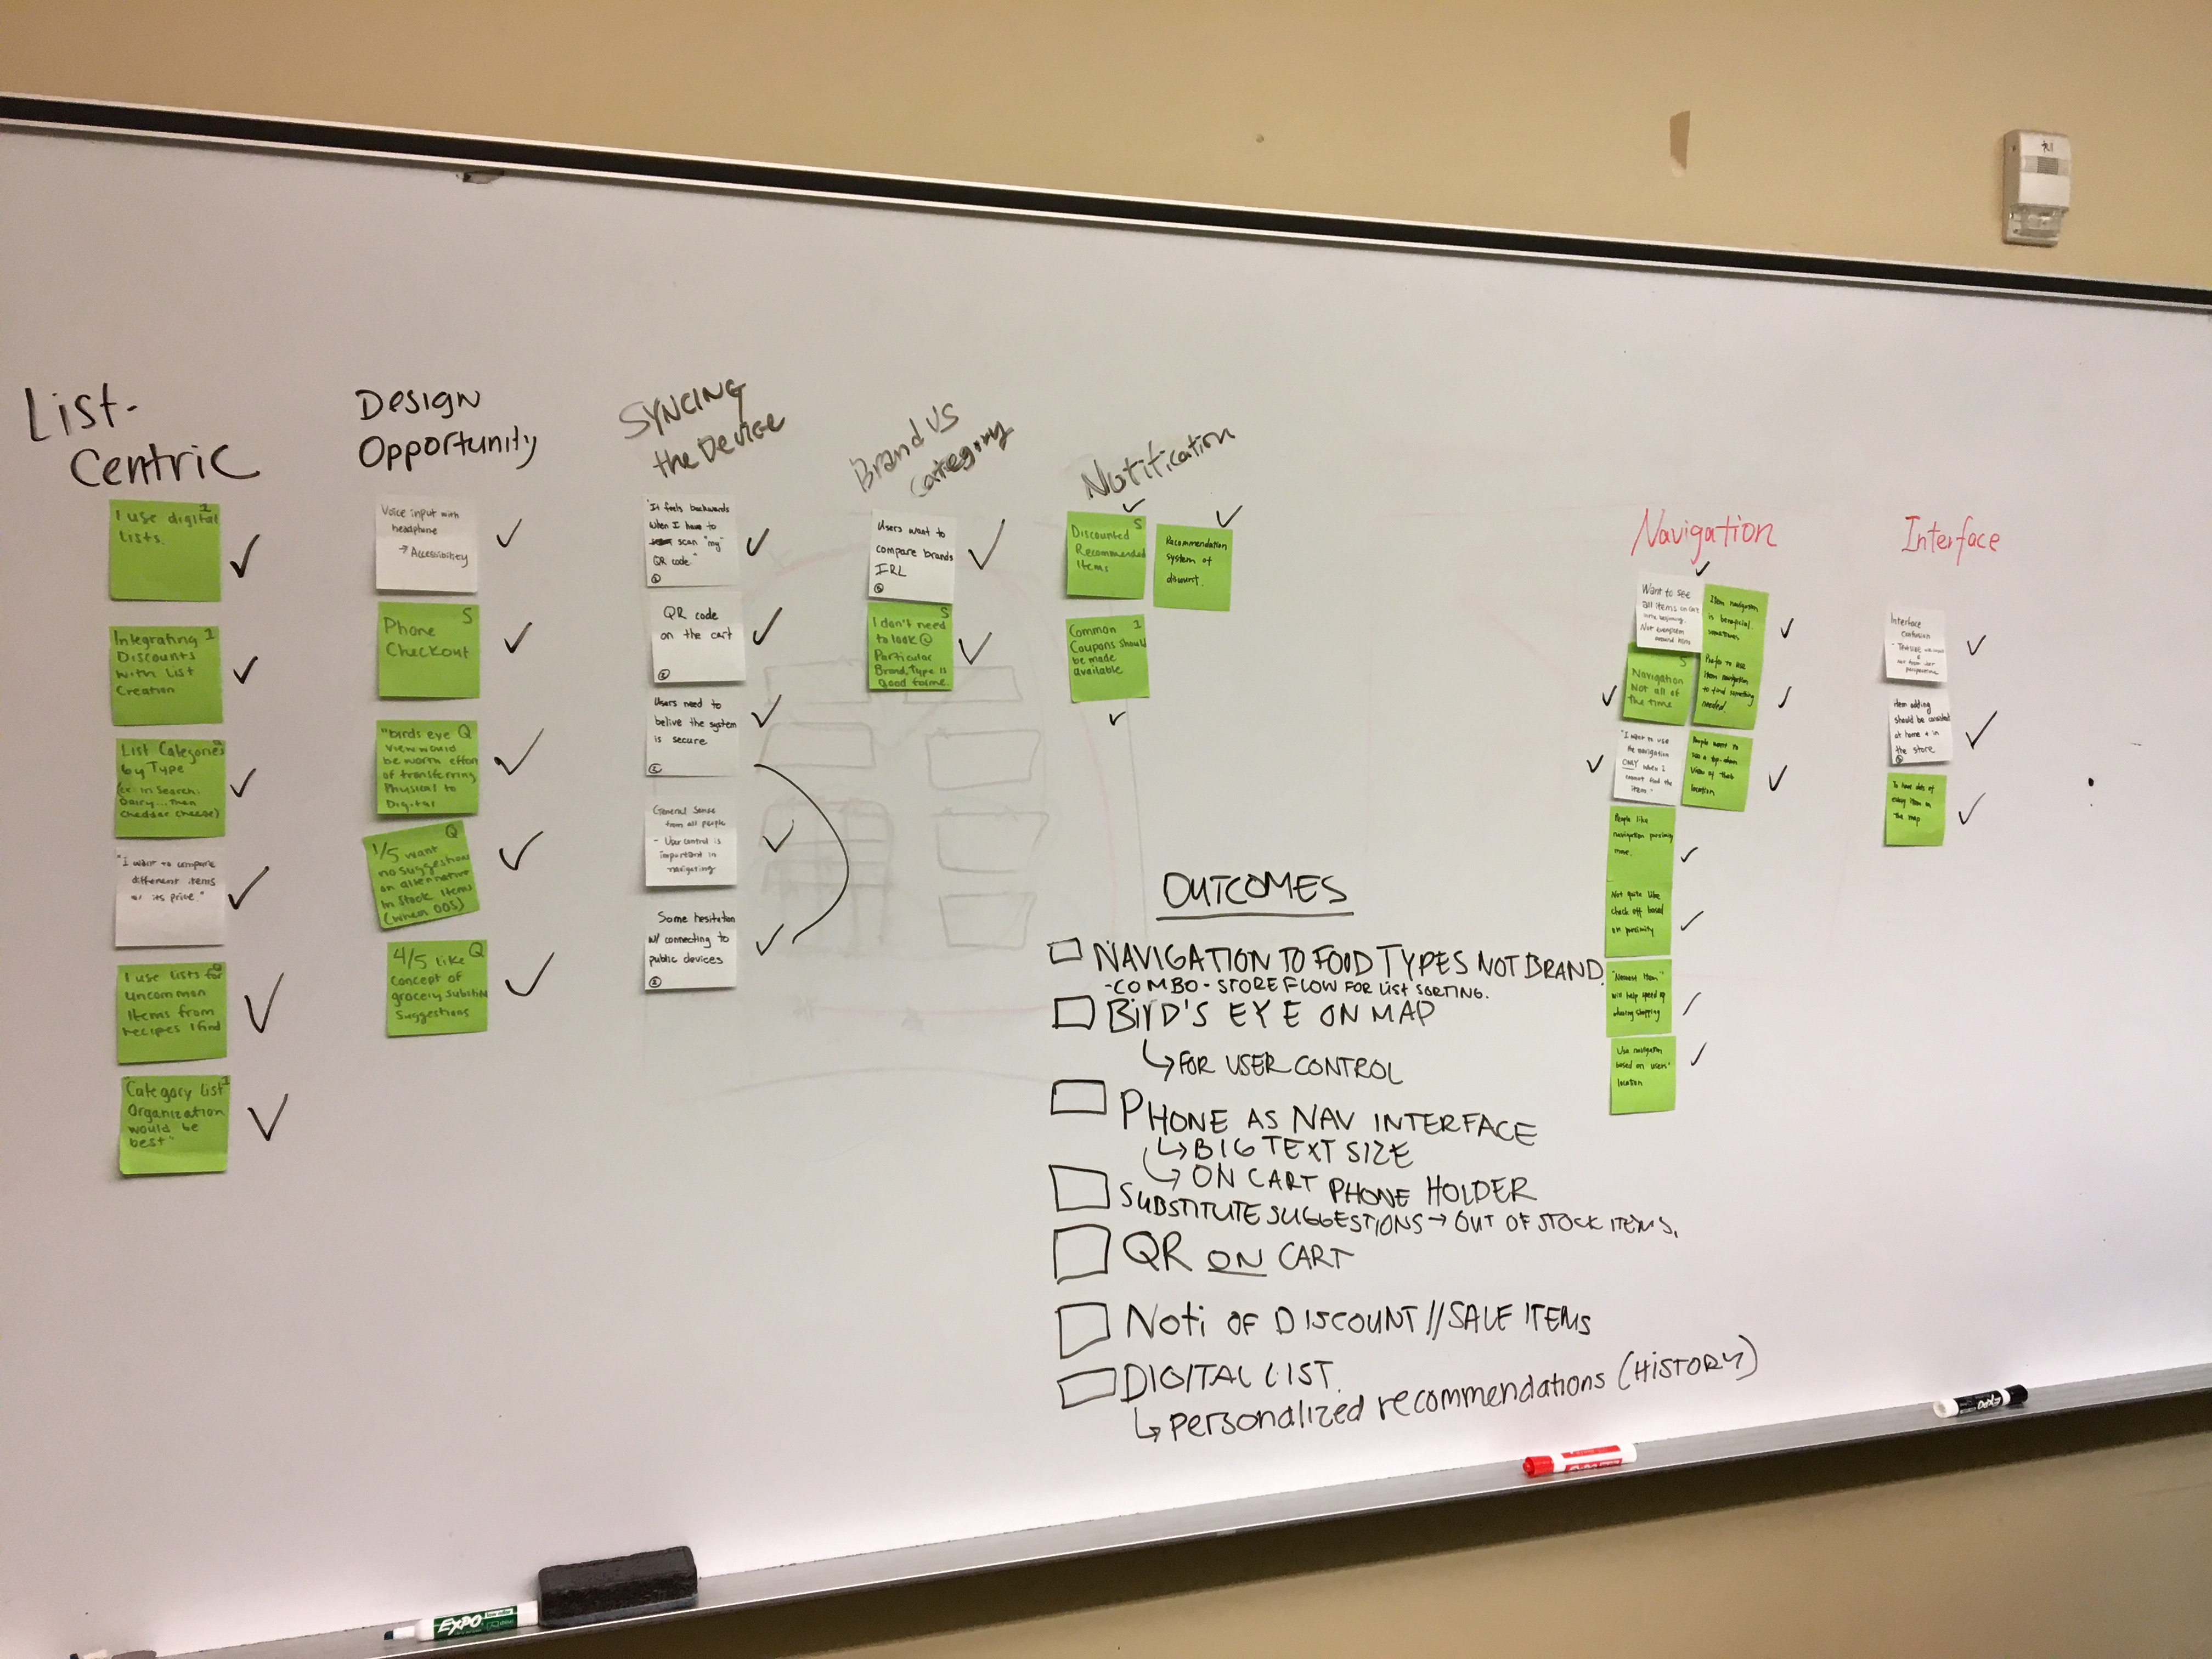 List-
Centric
I use digital 1
lists.
Integrating 1
Discounts
with List
Creation
List Categories
by Type
(ex in Search:
Dairy... then
cheddar cheese)
"I want to compare
different items
w/ its price."
I use lists for
uncommon
Items from
recipes I find
Category List 1
Organization
would be
best"
Design
Opportunity
Voice input with
headphone
→ Accessibility
S
Phone
Checkout
"birds eye Q
view would
be worth effort
of transferring
Physical to
Digital
Q
1/5 want
no suggestion
on alternative
In Stock Items
(when OOS)
4/5 Like Q
Concept of
grocery substitute
Suggestions
SYNCING
the Device
"It feels backwards
when I have to
scan "my"
QR code."
QR code
on the cart
Users need to
belive the system
is secure
General Sense
from all people
- User control is
important in
navigating
Some hesitation
w/ connecting to
public devices
Brand VS
Category
Users want to
compare brands
IRL
S
I don't need
to look @
Particular
Brand, type is
good for me.
Notification
S
Discounted
Recommended
Items
Recommendation
system of
discount.
Common 1
Coupons should
be made
available
Navigation
Want to see
all items on cart
Item navigation
is beneficial
sometimes
S
Navigation
Not all of
the time
Prefer to use
item navigation
to find something
needed.
"I want to use
the navigation
ONLY when I
cannot find the
item."
People want to
see a top-down
view of their
location
People like
navigation proximity
more.
Not quite like
check off based
on proximity
"Nearest Item"
will help speed up
during shopping
Use navigation
based on users'
location
Interface
Interface
confusion
item adding
should be consistent
at home + in
the store
To have dots of
every item on
the map
OUTCOMES
NAVIGATION TO FOOD TYPES NOT BRAND.
-COMBO - STORE FLOW FOR LIST SORTING.
BIRD'S EYE ON MAP
↳ FOR USER CONTROL
PHONE AS NAV INTERFACE
↳ BIG TEXT SIZE
↳ ON CART PHONE HOLDER
SUBSTITUTE SUGGESTIONS → OUT OF STOCK ITEMS.
QR ON CART
NOTI OF DISCOUNT//SALE ITEMS
DIGITAL LIST.
↳ personalized recommendations (HISTORY)
EXPO
EXPO